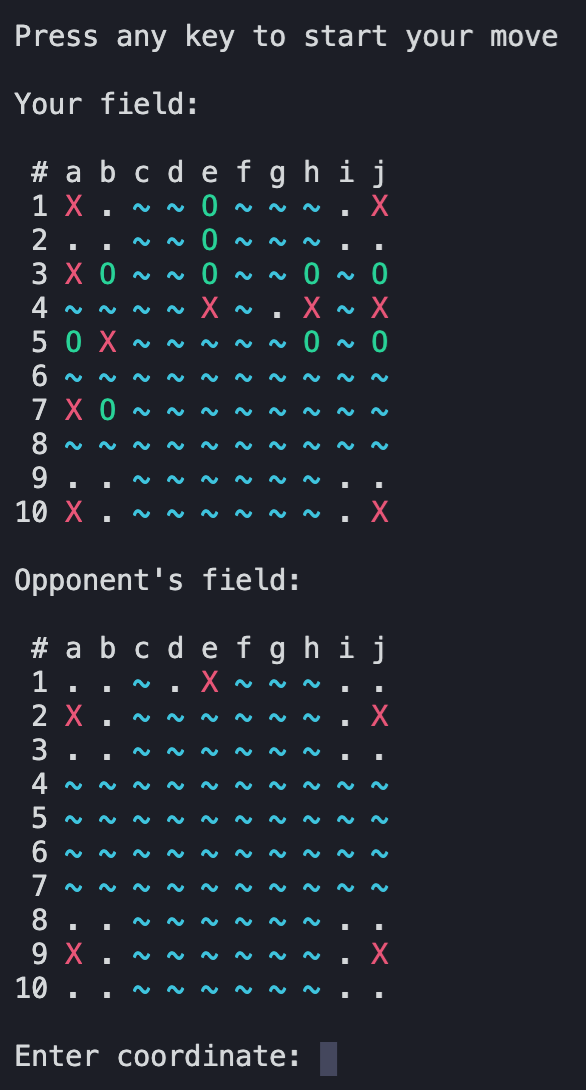 Press any key to start your move
Your field:
# a b c d e f g h i j
1 X . ~ ~ O ~ ~ ~ . X
2 . . ~ ~ O ~ ~ ~ . .
3 X O ~ ~ O ~ ~ O ~ O
4 ~ ~ ~ ~ X ~ . X ~ X
5 O X ~ ~ ~ ~ ~ O ~ O
6 ~ ~ ~ ~ ~ ~ ~ ~ ~ ~
7 X O ~ ~ ~ ~ ~ ~ ~ ~
8 ~ ~ ~ ~ ~ ~ ~ ~ ~ ~
9 . . ~ ~ ~ ~ ~ ~ . .
10 X . ~ ~ ~ ~ ~ ~ . X
Opponent's field:
# a b c d e f g h i j
1 . . ~ . X ~ ~ ~ . .
2 X . ~ ~ ~ ~ ~ ~ . X
3 . . ~ ~ ~ ~ ~ ~ . .
4 ~ ~ ~ ~ ~ ~ ~ ~ ~ ~
5 ~ ~ ~ ~ ~ ~ ~ ~ ~ ~
6 ~ ~ ~ ~ ~ ~ ~ ~ ~ ~
7 ~ ~ ~ ~ ~ ~ ~ ~ ~ ~
8 . . ~ ~ ~ ~ ~ ~ . .
9 X . ~ ~ ~ ~ ~ ~ . X
10 . . ~ ~ ~ ~ ~ ~ . .
Enter coordinate: